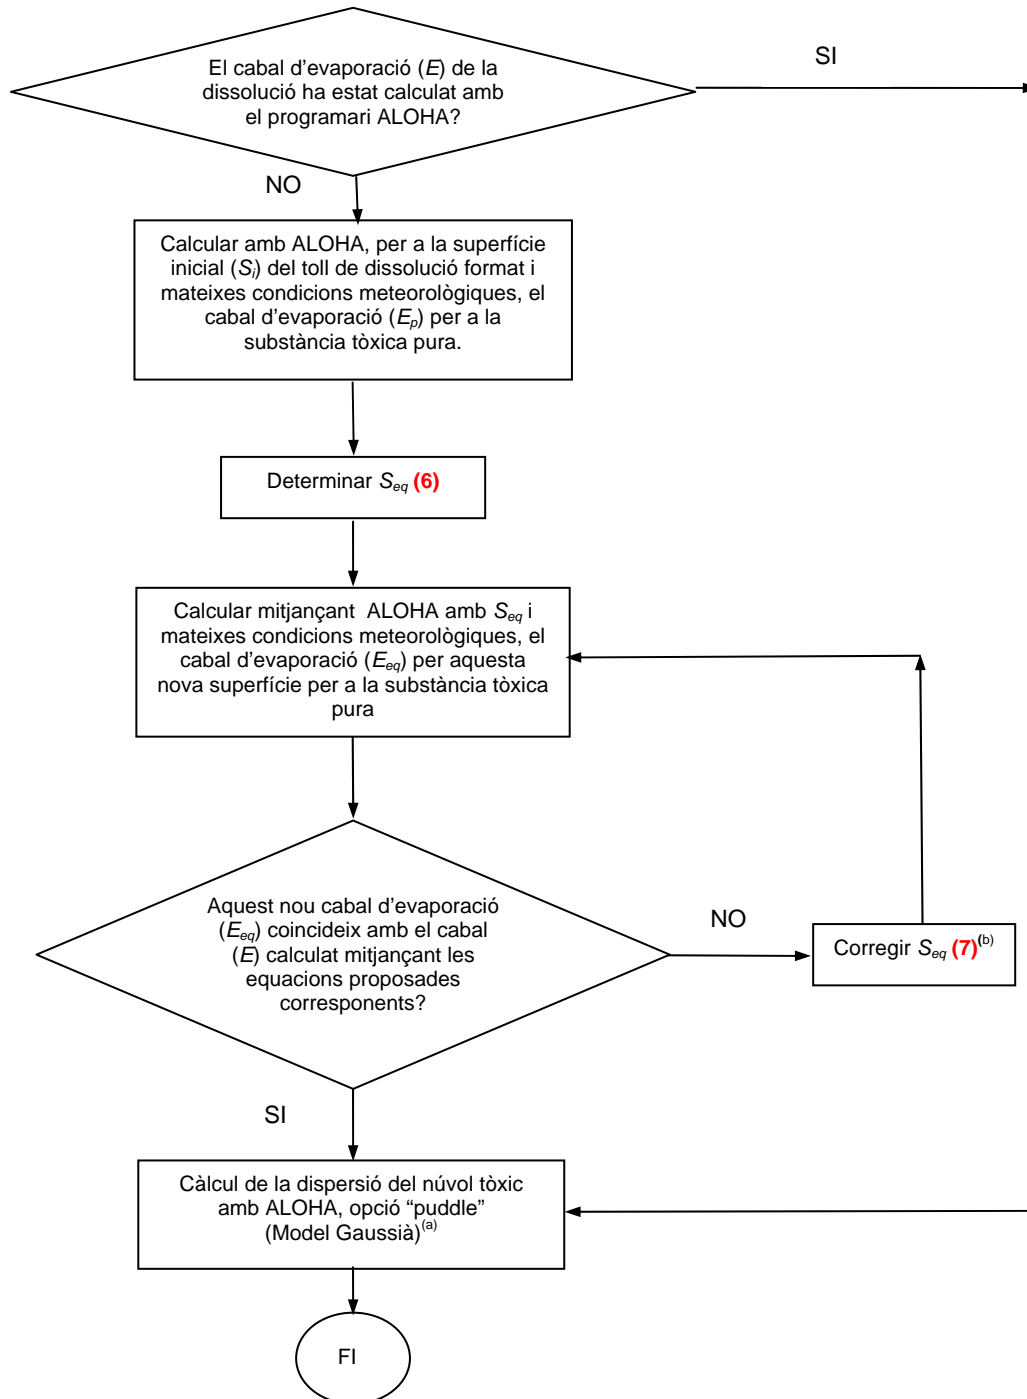 El cabal d'evaporació (E) de la
dissolució ha estat calculat amb
el programari ALOHA?
SI
NO
Calcular amb ALOHA, per a la superfície
inicial (Si) del toll de dissolució format i
mateixes condicions meteorològiques, el
cabal d'evaporació (Ep) per a la
substància tòxica pura.
Determinar Seq (6)
Calcular mitjançant ALOHA amb Seq i
mateixes condicions meteorològiques, el
cabal d'evaporació (Eeq) per aquesta
nova superfície per a la substància tòxica
pura
Aquest nou cabal d'evaporació
(Eeq) coincideix amb el cabal
(E) calculat mitjançant les
equacions proposades
corresponents?
NO
Corregir Seq (7)(b)
SI
Càlcul de la dispersió del núvol tòxic
amb ALOHA, opció “puddle”
(Model Gaussià)(a)
FI